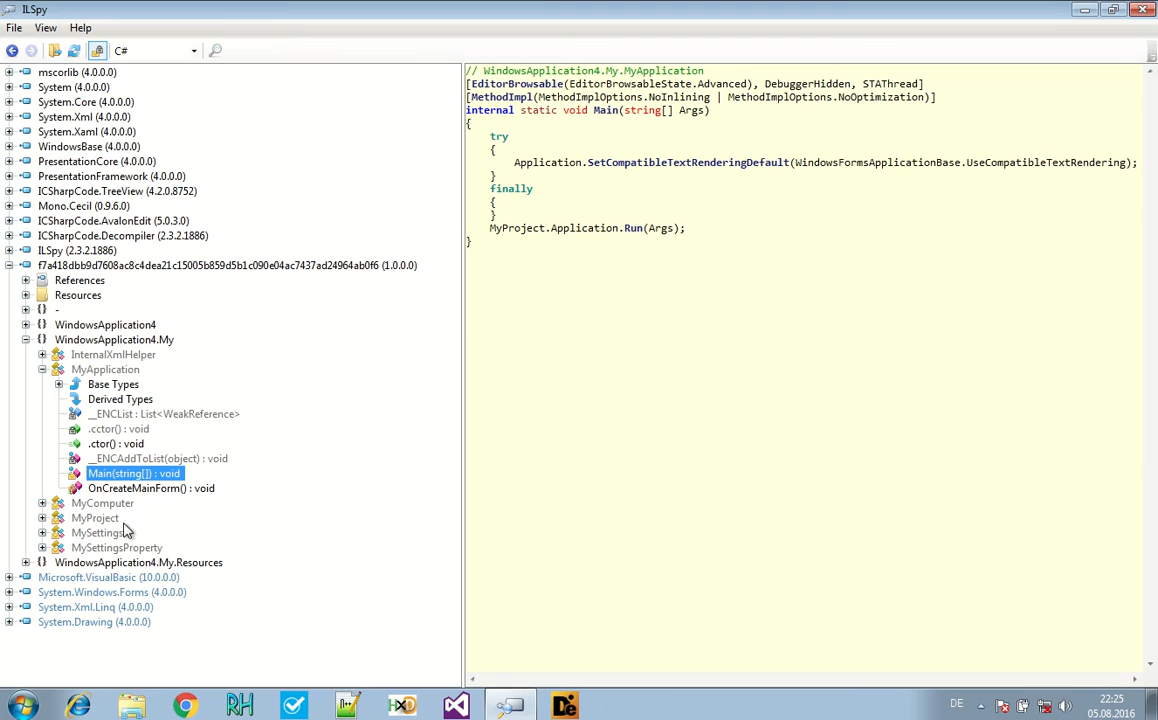 ILSpy
File View Help
C#
mscorlib (4.0.0.0)
System (4.0.0.0)
System.Core (4.0.0.0)
System.Xml (4.0.0.0)
System.Xaml (4.0.0.0)
WindowsBase (4.0.0.0)
PresentationCore (4.0.0.0)
PresentationFramework (4.0.0.0)
ICSharpCode.TreeView (4.2.0.8752)
Mono.Cecil (0.9.6.0)
ICSharpCode.AvalonEdit (5.0.3.0)
ICSharpCode.Decompiler (2.3.2.1886)
ILSpy (2.3.2.1886)
f7a418dbb9d7608ac8c4dea21c15005b859d5b1c090e04ac7437ad24964ab0f6 (1.0.0.0)
References
Resources
{} -
{} WindowsApplication4
{} WindowsApplication4.My
InternalXmlHelper
MyApplication
Base Types
Derived Types
__ENCList : List<WeakReference>
.cctor() : void
.ctor() : void
__ENCAddToList(object) : void
Main(string[]) : void
OnCreateMainForm() : void
MyComputer
MyProject
MySettings
MySettingsProperty
{} WindowsApplication4.My.Resources
Microsoft.VisualBasic (10.0.0.0)
System.Windows.Forms (4.0.0.0)
System.Xml.Linq (4.0.0.0)
System.Drawing (4.0.0.0)
// WindowsApplication4.My.MyApplication
[EditorBrowsable(EditorBrowsableState.Advanced), DebuggerHidden, STAThread]
[MethodImpl(MethodImplOptions.NoInlining | MethodImplOptions.NoOptimization)]
internal static void Main(string[] Args)
{
try
{
Application.SetCompatibleTextRenderingDefault(WindowsFormsApplicationBase.UseCompatibleTextRendering);
}
finally
{
}
MyProject.Application.Run(Args);
}
RH
HxD
De
DE
22:25
05.08.2016